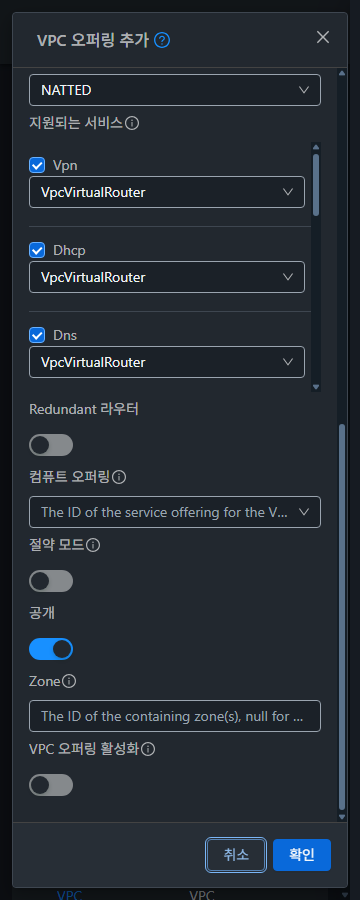 VPC 오퍼링 추가
NATTED
지원되는 서비스
Vpn
VpcVirtualRouter
Dhcp
VpcVirtualRouter
Dns
VpcVirtualRouter
Redundant 라우터
컴퓨트 오퍼링
The ID of the service offering for the V...
절약 모드
공개
Zone
The ID of the containing zone(s), null for ...
VPC 오퍼링 활성화
취소 확인
VPC VPC